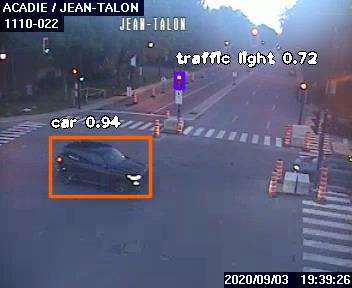 ACADIE / JEAN-TALON
1110-022
JEAN-TALON
traffic light 0.72
car 0.94
2020/09/03 19:39:26